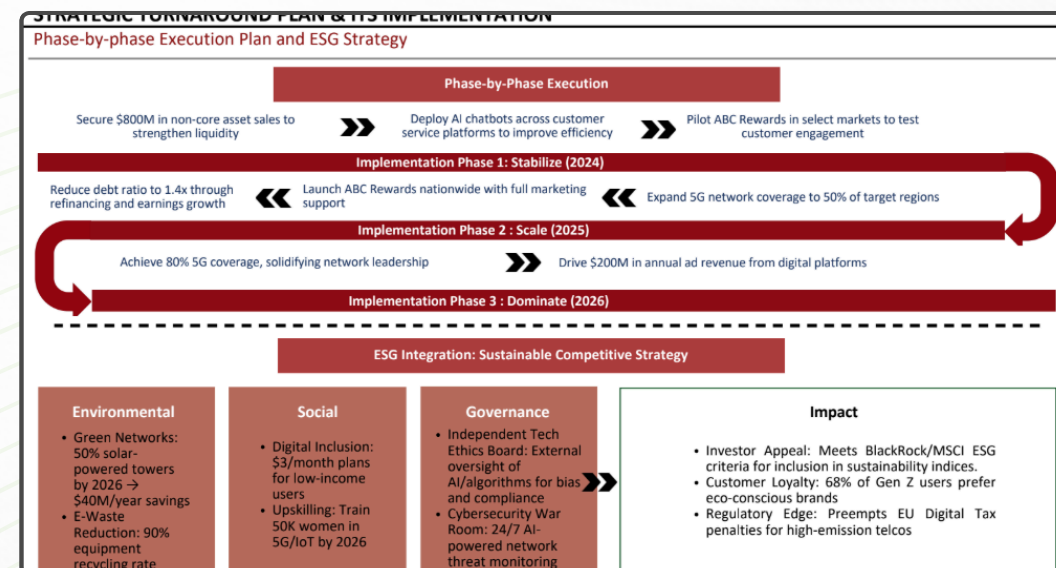 STRATEGIC TURNAROUND PLAN & ITS IMPLEMENTATION
Phase-by-phase Execution Plan and ESG Strategy
Phase-by-Phase Execution
Secure $800M in non-core asset sales to
strengthen liquidity
Deploy AI chatbots across customer
service platforms to improve efficiency
Pilot ABC Rewards in select markets to test
customer engagement
Implementation Phase 1: Stabilize (2024)
Reduce debt ratio to 1.4x through
refinancing and earnings growth
Launch ABC Rewards nationwide with full marketing
support
Expand 5G network coverage to 50% of target regions
Implementation Phase 2 : Scale (2025)
Achieve 80% 5G coverage, solidifying network leadership
Drive $200M in annual ad revenue from digital platforms
Implementation Phase 3 : Dominate (2026)
ESG Integration: Sustainable Competitive Strategy
Environmental
• Green Networks:
50% solar-
powered towers
by 2026 →
$40M/year savings
• E-Waste
Reduction: 90%
equipment
recycling rate
Social
• Digital Inclusion:
$3/month plans
for low-income
users
• Upskilling: Train
50K women in
5G/IoT by 2026
Governance
• Independent Tech
Ethics Board: External
oversight of
AI/algorithms for bias
and compliance
• Cybersecurity War
Room: 24/7 AI-
powered network
threat monitoring
Impact
• Investor Appeal: Meets BlackRock/MSCI ESG
criteria for inclusion in sustainability indices.
• Customer Loyalty: 68% of Gen Z users prefer
eco-conscious brands
• Regulatory Edge: Preempts EU Digital Tax
penalties for high-emission telcos